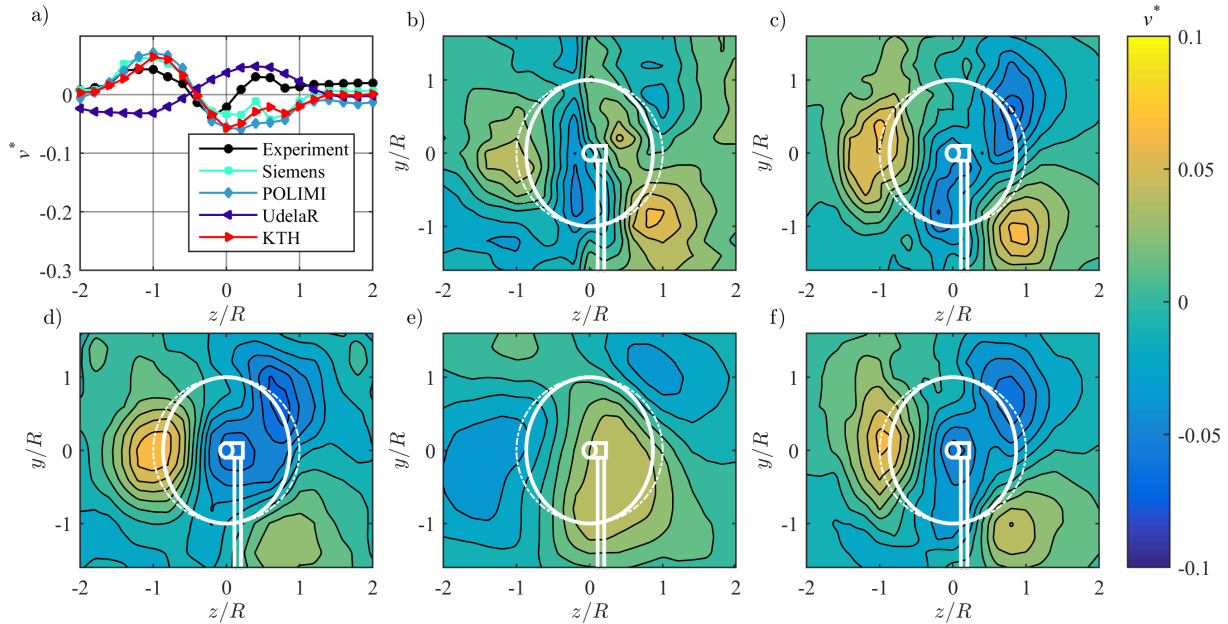 a)
b)
c)
v*
0
-0.1
-0.2
-0.3
v*
Experiment
Siemens
POLIMI
UdelaR
KTH
-2 -1 0 1 2
z/R
1
0
-1
y/R
-2 -1 0 1 2
z/R
1
0
-1
y/R
-2 -1 0 1 2
z/R
0.1
0.05
0
-0.05
-0.1
d)
e)
f)
1
0
-1
y/R
-2 -1 0 1 2
z/R
1
0
-1
y/R
-2 -1 0 1 2
z/R
1
0
-1
y/R
-2 -1 0 1 2
z/R